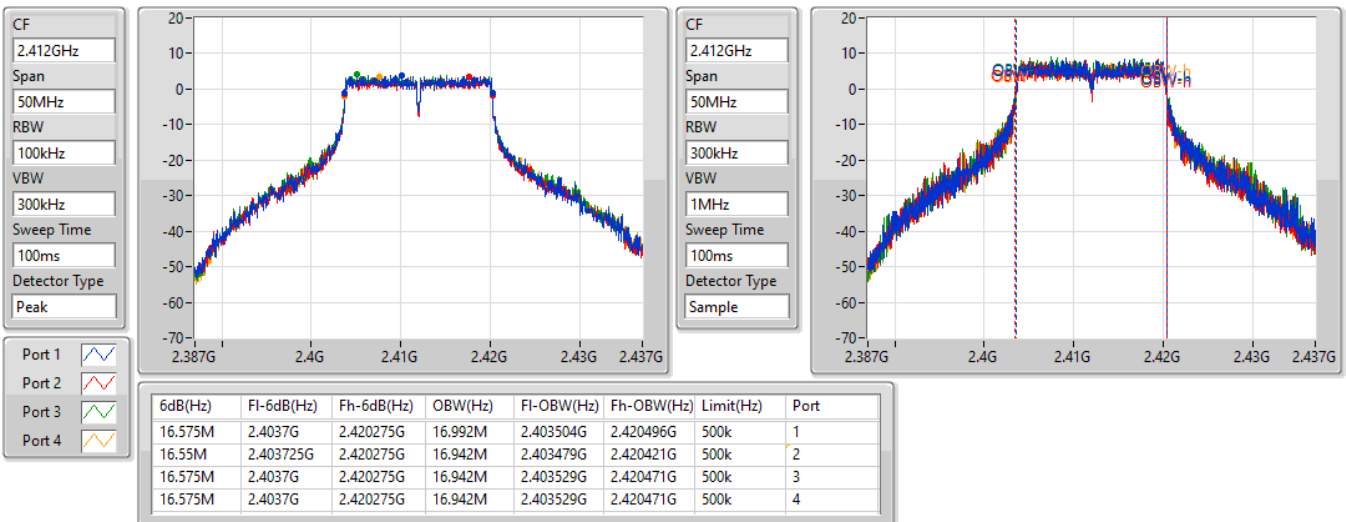 CF
2.412GHz
Span
50MHz
RBW
100kHz
VBW
300kHz
Sweep Time
100ms
Detector Type
Peak
20
10
0
-10
-20
-30
-40
-50
-60
-70
2.387G 2.4G 2.41G 2.42G 2.43G 2.437G
CF
2.412GHz
Span
50MHz
RBW
300kHz
VBW
1MHz
Sweep Time
100ms
Detector Type
Sample
20
10
0
-10
-20
-30
-40
-50
-60
-70
OBW-h
2.387G 2.4G 2.41G 2.42G 2.43G 2.437G
Port 1
Port 2
Port 3
Port 4
6dB(Hz) Fl-6dB(Hz) Fh-6dB(Hz) OBW(Hz) Fl-OBW(Hz) Fh-OBW(Hz) Limit(Hz) Port
16.575M 2.4037G 2.420275G 16.992M 2.403504G 2.420496G 500k 1
16.55M 2.403725G 2.420275G 16.942M 2.403479G 2.420421G 500k 2
16.575M 2.4037G 2.420275G 16.942M 2.403529G 2.420471G 500k 3
16.575M 2.4037G 2.420275G 16.942M 2.403529G 2.420471G 500k 4